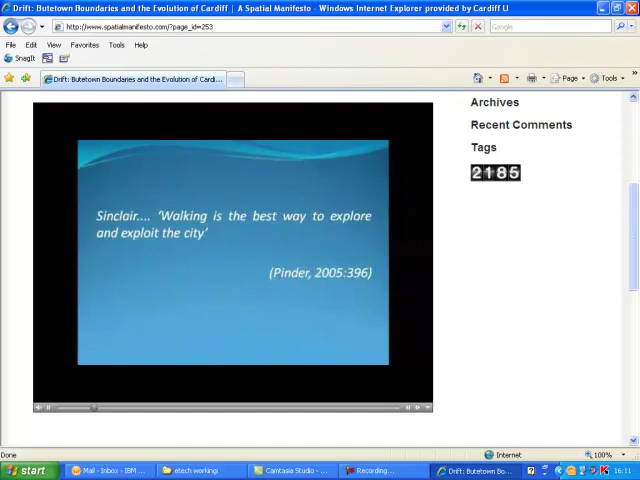 Drift: Butetown Boundaries and the Evolution of Cardiff | A Spatial Manifesto - Windows Internet Explorer provided by Cardiff U
http://www.spatialmanifesto.com/?page_id=253
Google
File Edit View Favorites Tools Help
SnagIt
Drift: Butetown Boundaries and the Evolution of Cardi...
Page Tools
Archives
Recent Comments
Tags
2185
Sinclair.... ‘Walking is the best way to explore
and exploit the city’
(Pinder, 2005:396)
Done
Internet
100%
start
Mail - Inbox - IBM ...
etech workingi
Camtasia Studio - ...
Recording...
Drift: Butetown Bo...
16:11